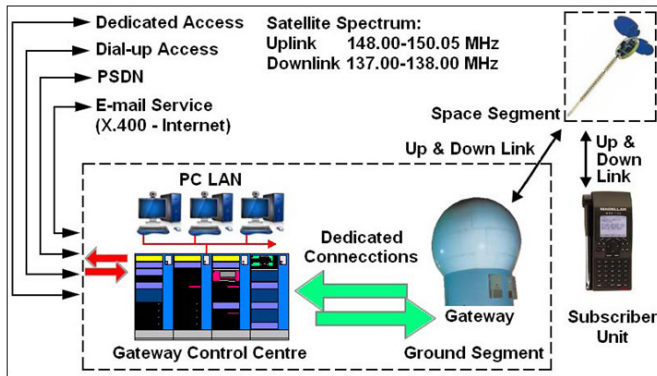 Dedicated Access
Dial-up Access
PSDN
E-mail Service
(X.400 - Internet)
Satellite Spectrum:
Uplink 148.00-150.05 MHz
Downlink 137.00-138.00 MHz
Space Segment
Up & Down Link
Up &
Down
Link
PC LAN
Dedicated
Connecctions
MAGELLAN
Gateway
Subscriber
Unit
Gateway Control Centre
Ground Segment